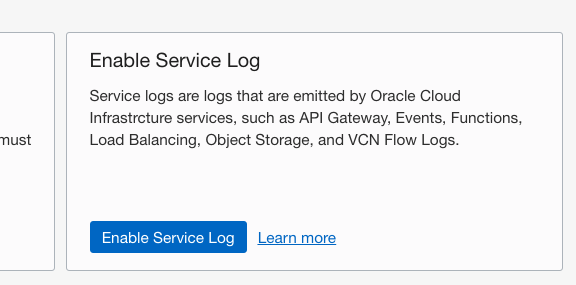 Enable Service Log
Service logs are logs that are emitted by Oracle Cloud
Infrastrcture services, such as API Gateway, Events, Functions,
must
Load Balancing, Object Storage, and VCN Flow Logs.
Enable Service Log
Learn more